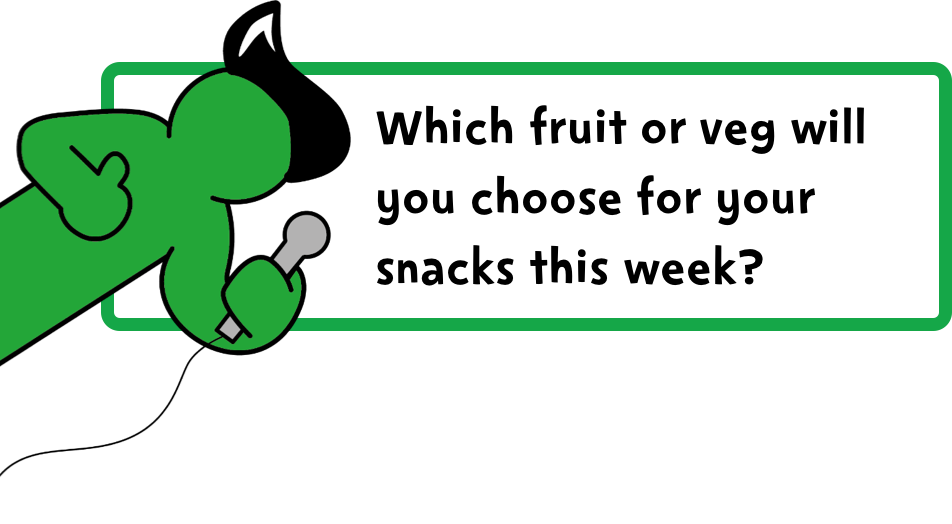 Which fruit or veg will
you choose for your
snacks this week?